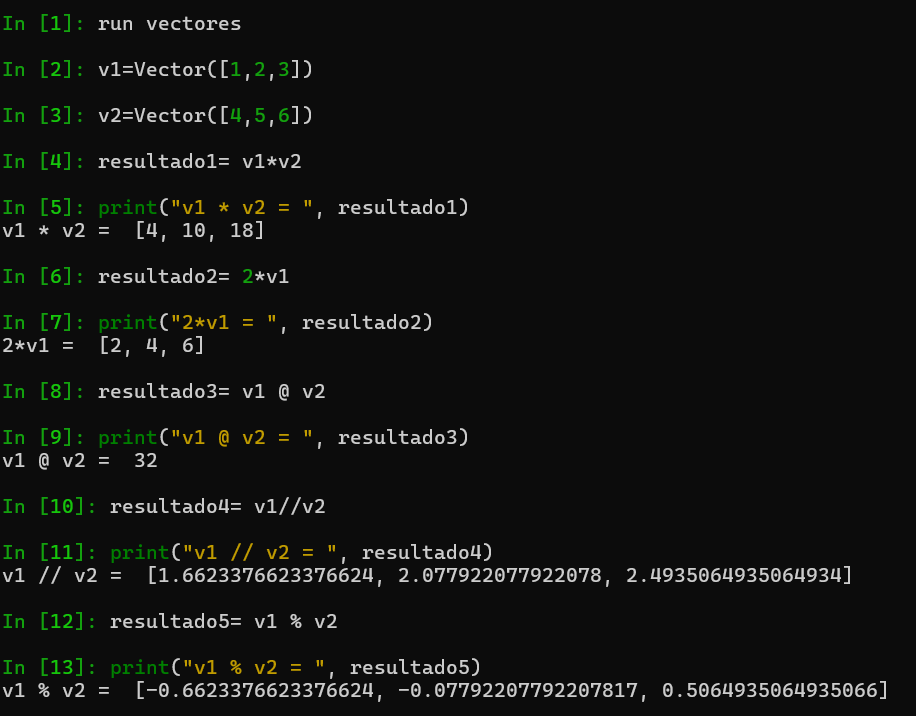 In [1]: run vectores
In [2]: v1=Vector([1,2,3])
In [3]: v2=Vector([4,5,6])
In [4]: resultado1= v1*v2
In [5]: print("v1 * v2 = ", resultado1)
v1 * v2 =  [4, 10, 18]
In [6]: resultado2= 2*v1
In [7]: print("2*v1 = ", resultado2)
2*v1 =  [2, 4, 6]
In [8]: resultado3= v1 @ v2
In [9]: print("v1 @ v2 = ", resultado3)
v1 @ v2 =  32
In [10]: resultado4= v1//v2
In [11]: print("v1 // v2 = ", resultado4)
v1 // v2 =  [1.6623376623376624, 2.077922077922078, 2.4935064935064934]
In [12]: resultado5= v1 % v2
In [13]: print("v1 % v2 = ", resultado5)
v1 % v2 =  [-0.6623376623376624, -0.07792207792207817, 0.5064935064935066]